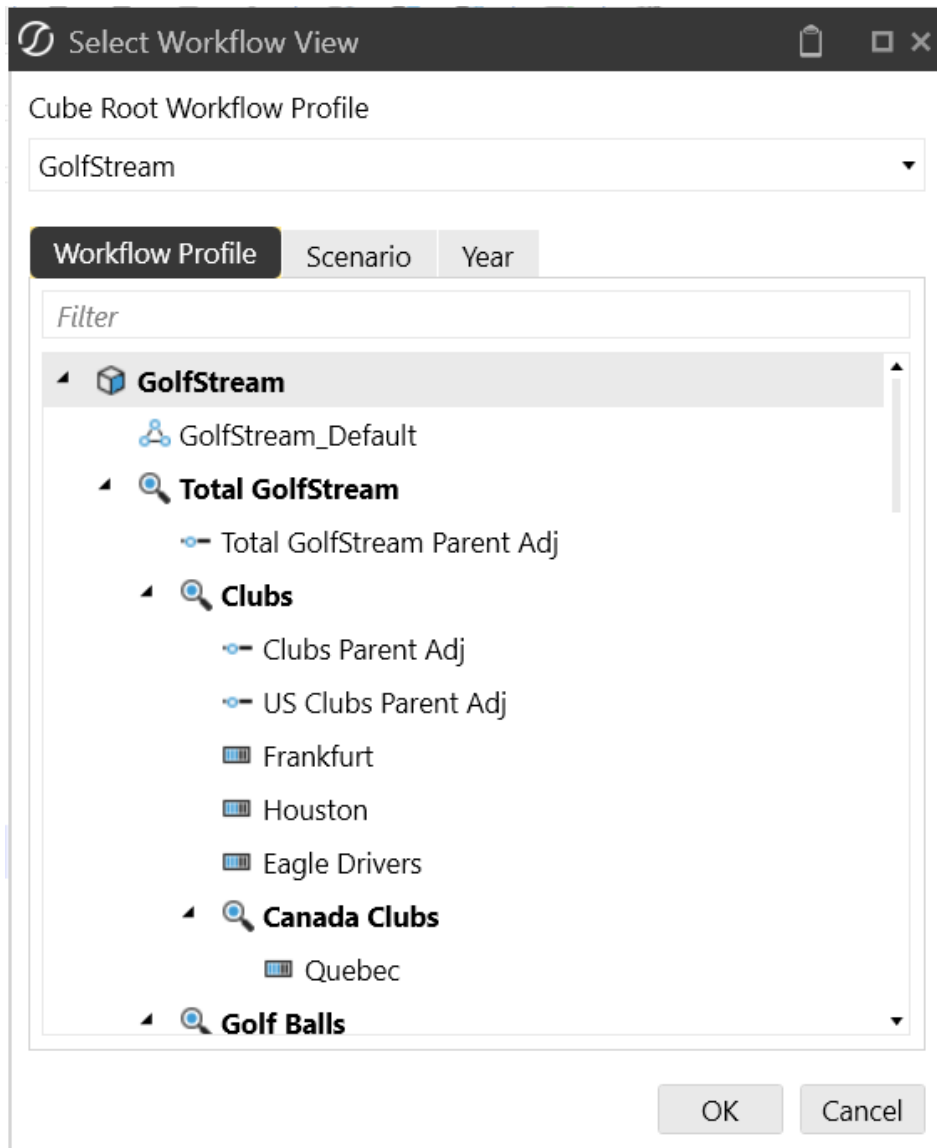 Select Workflow View
Cube Root Workflow Profile
GolfStream
Workflow Profile Scenario Year
Filter
GolfStream
GolfStream_Default
Total GolfStream
Total GolfStream Parent Adj
Clubs
Clubs Parent Adj
US Clubs Parent Adj
Frankfurt
Houston
Eagle Drivers
Canada Clubs
Quebec
Golf Balls
OK Cancel